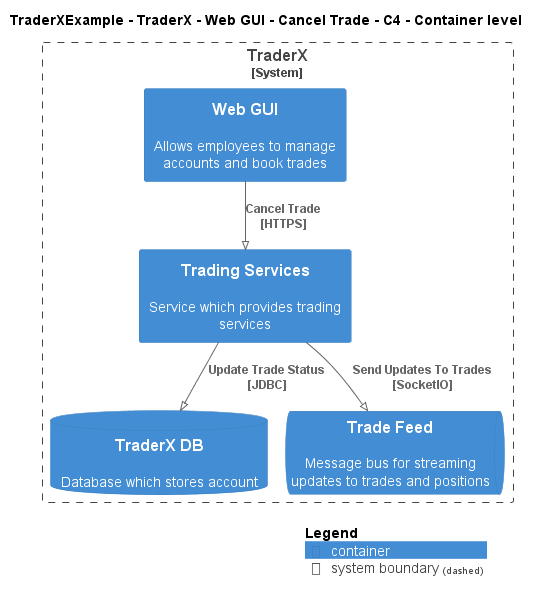 TraderXExample - TraderX - Web GUI - Cancel Trade - C4 - Container level
TraderX
[System]
Web GUI
Allows employees to manage
accounts and book trades
Cancel Trade
[HTTPS]
Trading Services
Service which provides trading
services
Update Trade Status
[JDBC]
Send Updates To Trades
[SocketIO]
TraderX DB
Database which stores account
Trade Feed
Message bus for streaming
updates to trades and positions
Legend
container
system boundary (dashed)